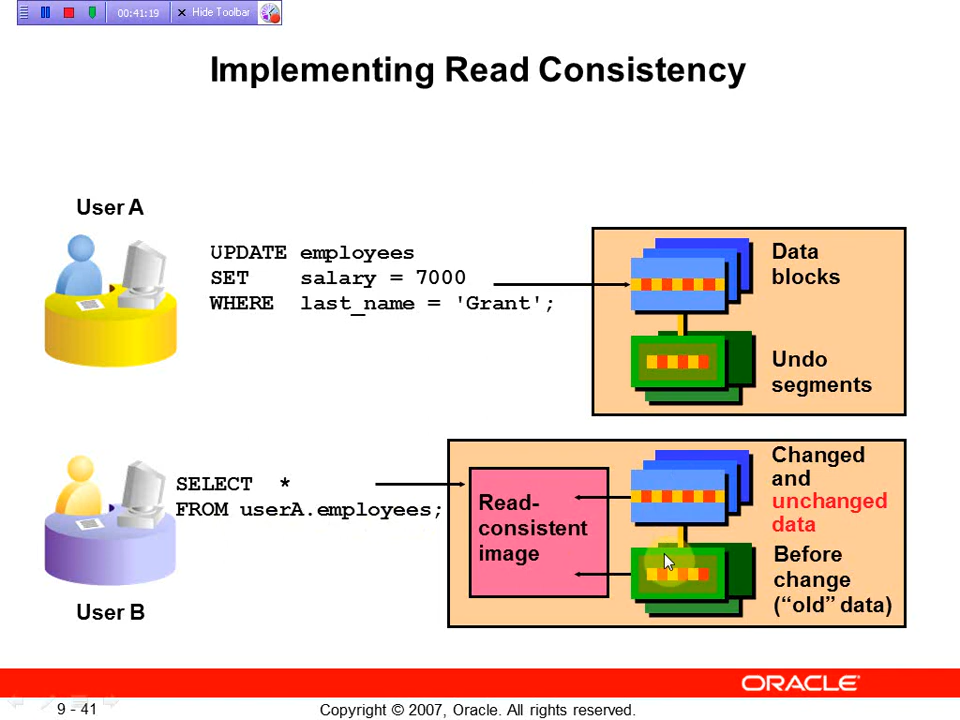 00:41:19
Hide Toolbar
Implementing Read Consistency
User A
UPDATE employees
SET salary = 7000
WHERE last_name = 'Grant';
Data
blocks
Undo
segments
SELECT *
FROM userA.employees;
User B
Read-
consistent
image
Changed
and
unchanged
data
Before
change
(“old” data)
ORACLE
9 - 41
Copyright © 2007, Oracle. All rights reserved.